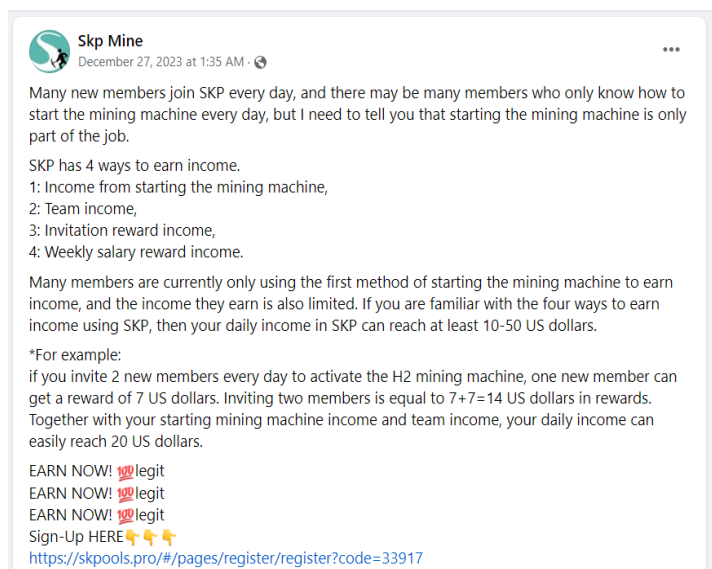 Skp Mine
December 27, 2023 at 1:35 AM ·
Many new members join SKP every day, and there may be many members who only know how to
start the mining machine every day, but I need to tell you that starting the mining machine is only
part of the job.
SKP has 4 ways to earn income.
1: Income from starting the mining machine,
2: Team income,
3: Invitation reward income,
4: Weekly salary reward income.
Many members are currently only using the first method of starting the mining machine to earn
income, and the income they earn is also limited. If you are familiar with the four ways to earn
income using SKP, then your daily income in SKP can reach at least 10-50 US dollars.
*For example:
if you invite 2 new members every day to activate the H2 mining machine, one new member can
get a reward of 7 US dollars. Inviting two members is equal to 7+7=14 US dollars in rewards.
Together with your starting mining machine income and team income, your daily income can
easily reach 20 US dollars.
EARN NOW! 💯legit
EARN NOW! 💯legit
EARN NOW! 💯legit
Sign-Up HERE👇👇👇
https://skpools.pro/#/pages/register/register?code=33917